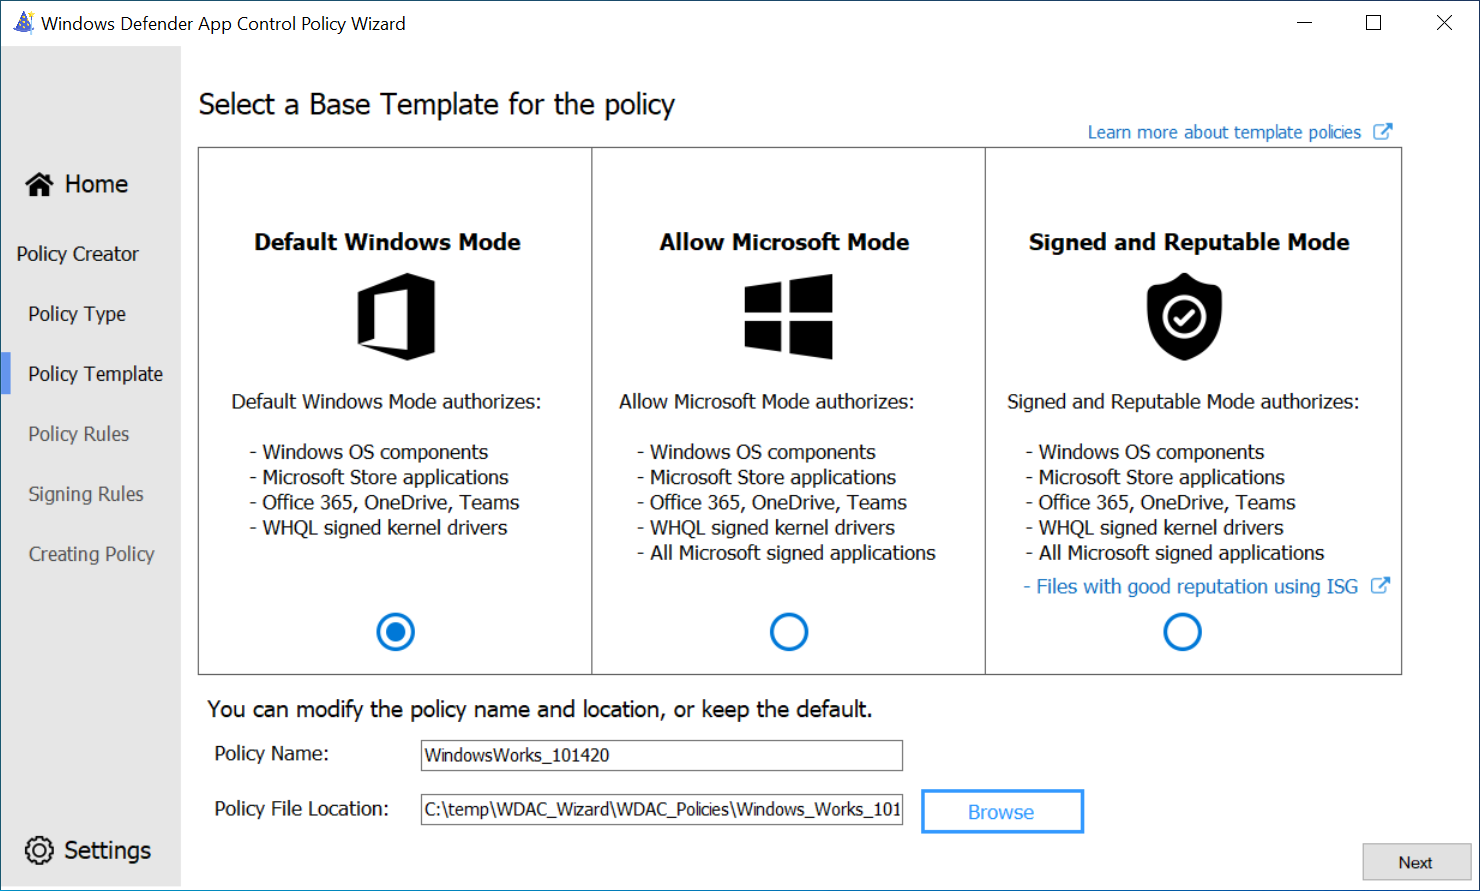 Windows Defender App Control Policy Wizard
Select a Base Template for the policy
Learn more about template policies
Home
Policy Creator
Policy Type
Policy Template
Policy Rules
Signing Rules
Creating Policy
Settings
Default Windows Mode
Default Windows Mode authorizes:
- Windows OS components
- Microsoft Store applications
- Office 365, OneDrive, Teams
- WHQL signed kernel drivers
Allow Microsoft Mode
Allow Microsoft Mode authorizes:
- Windows OS components
- Microsoft Store applications
- Office 365, OneDrive, Teams
- WHQL signed kernel drivers
- All Microsoft signed applications
Signed and Reputable Mode
Signed and Reputable Mode authorizes:
- Windows OS components
- Microsoft Store applications
- Office 365, OneDrive, Teams
- WHQL signed kernel drivers
- All Microsoft signed applications
- Files with good reputation using ISG
You can modify the policy name and location, or keep the default.
Policy Name:
WindowsWorks_101420
Policy File Location:
C:\temp\WDAC_Wizard\WDAC_Policies\Windows_Works_101
Browse
Next